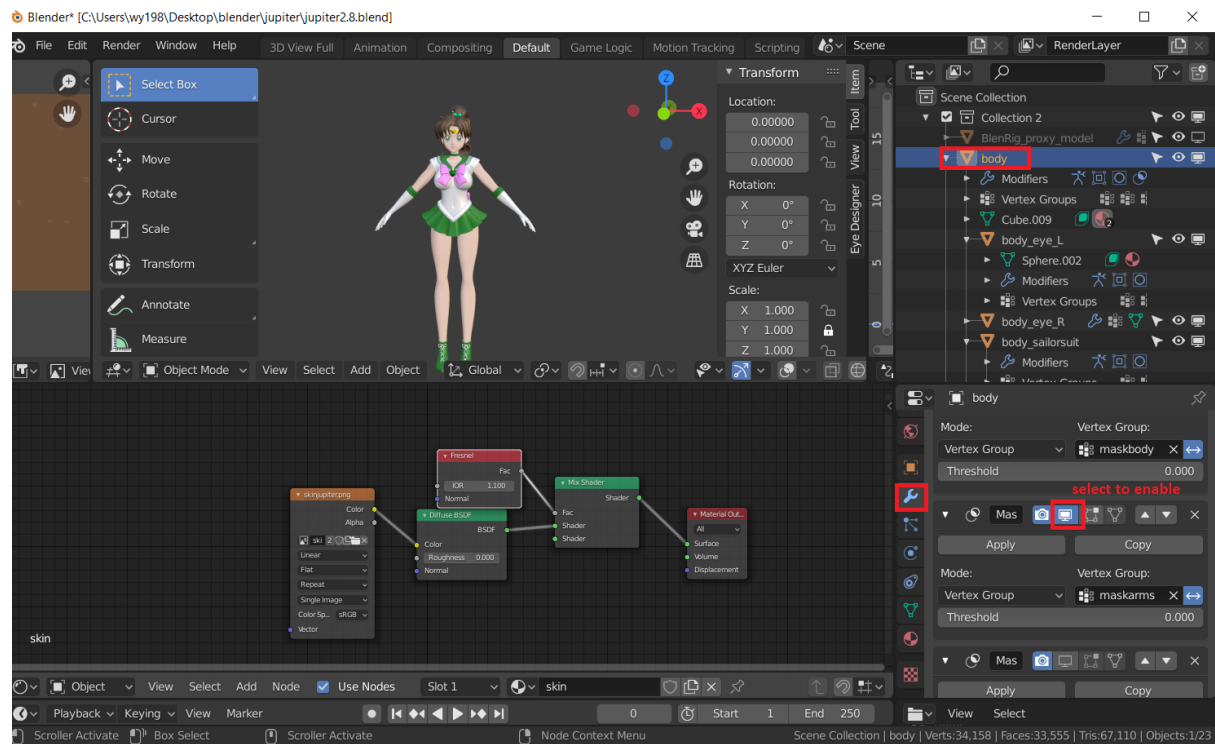 Blender* [C:\Users\wy198\Desktop\blender\jupiter\jupiter2.8.blend]
File Edit Render Window Help 3D View Full Animation Compositing Default Game Logic Motion Tracking Scripting Scene RenderLayer
Select Box
Cursor
Move
Rotate
Scale
Transform
Annotate
Measure
Z
X
Transform
Location:
0.00000
0.00000
0.00000
Rotation:
X 0°
Y 0°
Z 0°
XYZ Euler
Scale:
X 1.000
Y 1.000
Z 1.000
Item
Tool
View
Eye Designer
15
10
5
0
Scene Collection
Collection 2
BlenRig_proxy_model
body
Modifiers
Vertex Groups
Cube.009 2
body_eye_L
Sphere.002
Modifiers
Vertex Groups
body_eye_R
body_sailorsuit
Modifiers
Vertex Groups
Viev Object Mode View Select Add Object Global
body
Mode: Vertex Group:
Vertex Group maskbody
Threshold 0.000
select to enable
Mas
Apply Copy
Mode: Vertex Group:
Vertex Group maskarms
Threshold 0.000
Mas
Apply Copy
skinjupiter.png
Color
Alpha
ski 2
Linear
Flat
Repeat
Single Image
Color Sp.. sRGB
Vector
Fresnel
Fac
IOR 1.100
Normal
Diffuse BSDF
BSDF
Color
Roughness 0.000
Normal
Mix Shader
Shader
Fac
Shader
Shader
Material Out...
All
Surface
Volume
Displacement
skin
Object View Select Add Node Use Nodes Slot 1 skin
Playback Keying View Marker 0 Start 1 End 250 View Select
Scroller Activate Box Select Scroller Activate Node Context Menu Scene Collection | body | Verts:34,158 | Faces:33,555 | Tris:67,110 | Objects:1/23